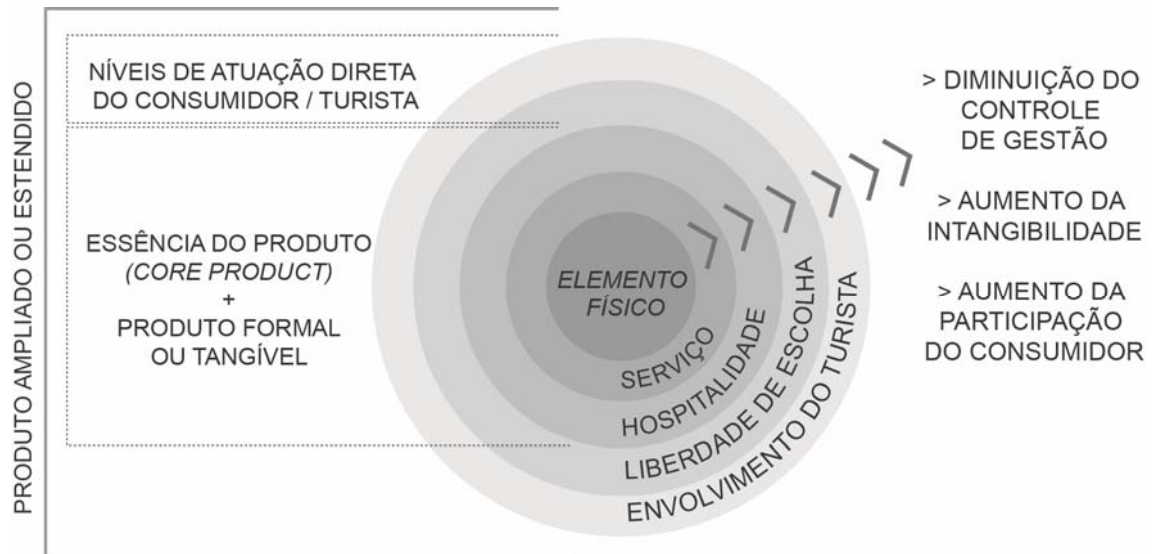 PRODUTO AMPLIADO OU ESTENDIDO
NÍVEIS DE ATUAÇÃO DIRETA
DO CONSUMIDOR / TURISTA
ESSÊNCIA DO PRODUTO
(CORE PRODUCT)
+
PRODUTO FORMAL
OU TANGÍVEL
ELEMENTO
FÍSICO
SERVIÇO
HOSPITALIDADE
LIBERDADE DE ESCOLHA
ENVOLVIMENTO DO TURISTA
> DIMINUIÇÃO DO
CONTROLE
DE GESTÃO
> AUMENTO DA
INTANGIBILIDADE
> AUMENTO DA
PARTICIPAÇÃO
DO CONSUMIDOR